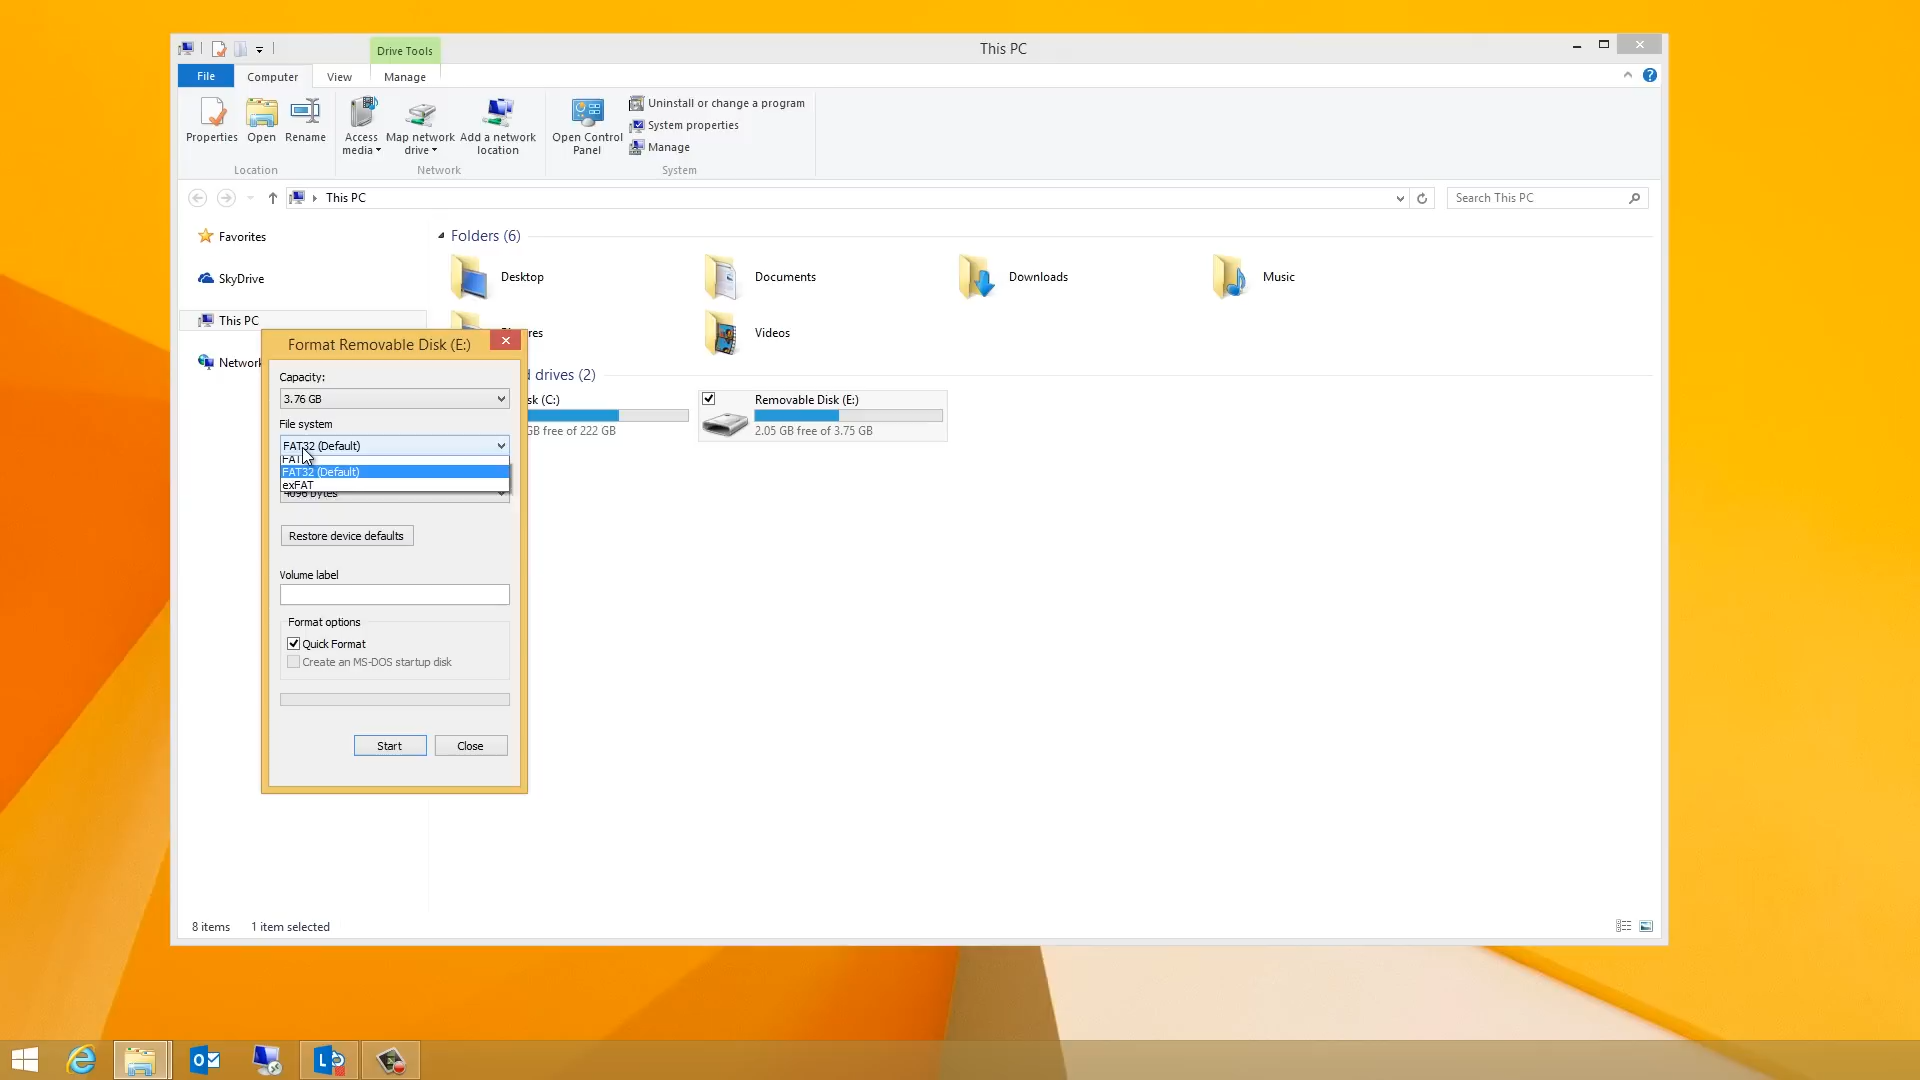 Drive Tools
This PC
File
Computer
View
Manage
Properties
Open
Rename
Access media
Map network drive
Add a network location
Open Control Panel
Uninstall or change a program
System properties
Manage
Location
Network
System
This PC
Search This PC
Favorites
SkyDrive
This PC
Network
Folders (6)
Desktop
Documents
Downloads
Music
Videos
drives (2)
(C:)
GB free of 222 GB
Removable Disk (E:)
2.05 GB free of 3.75 GB
Format Removable Disk (E:)
Capacity:
3.76 GB
File system
FAT32 (Default)
FAT
FAT32 (Default)
exFAT
4096 bytes
Restore device defaults
Volume label
Format options
Quick Format
Create an MS-DOS startup disk
Start
Close
8 items
1 item selected